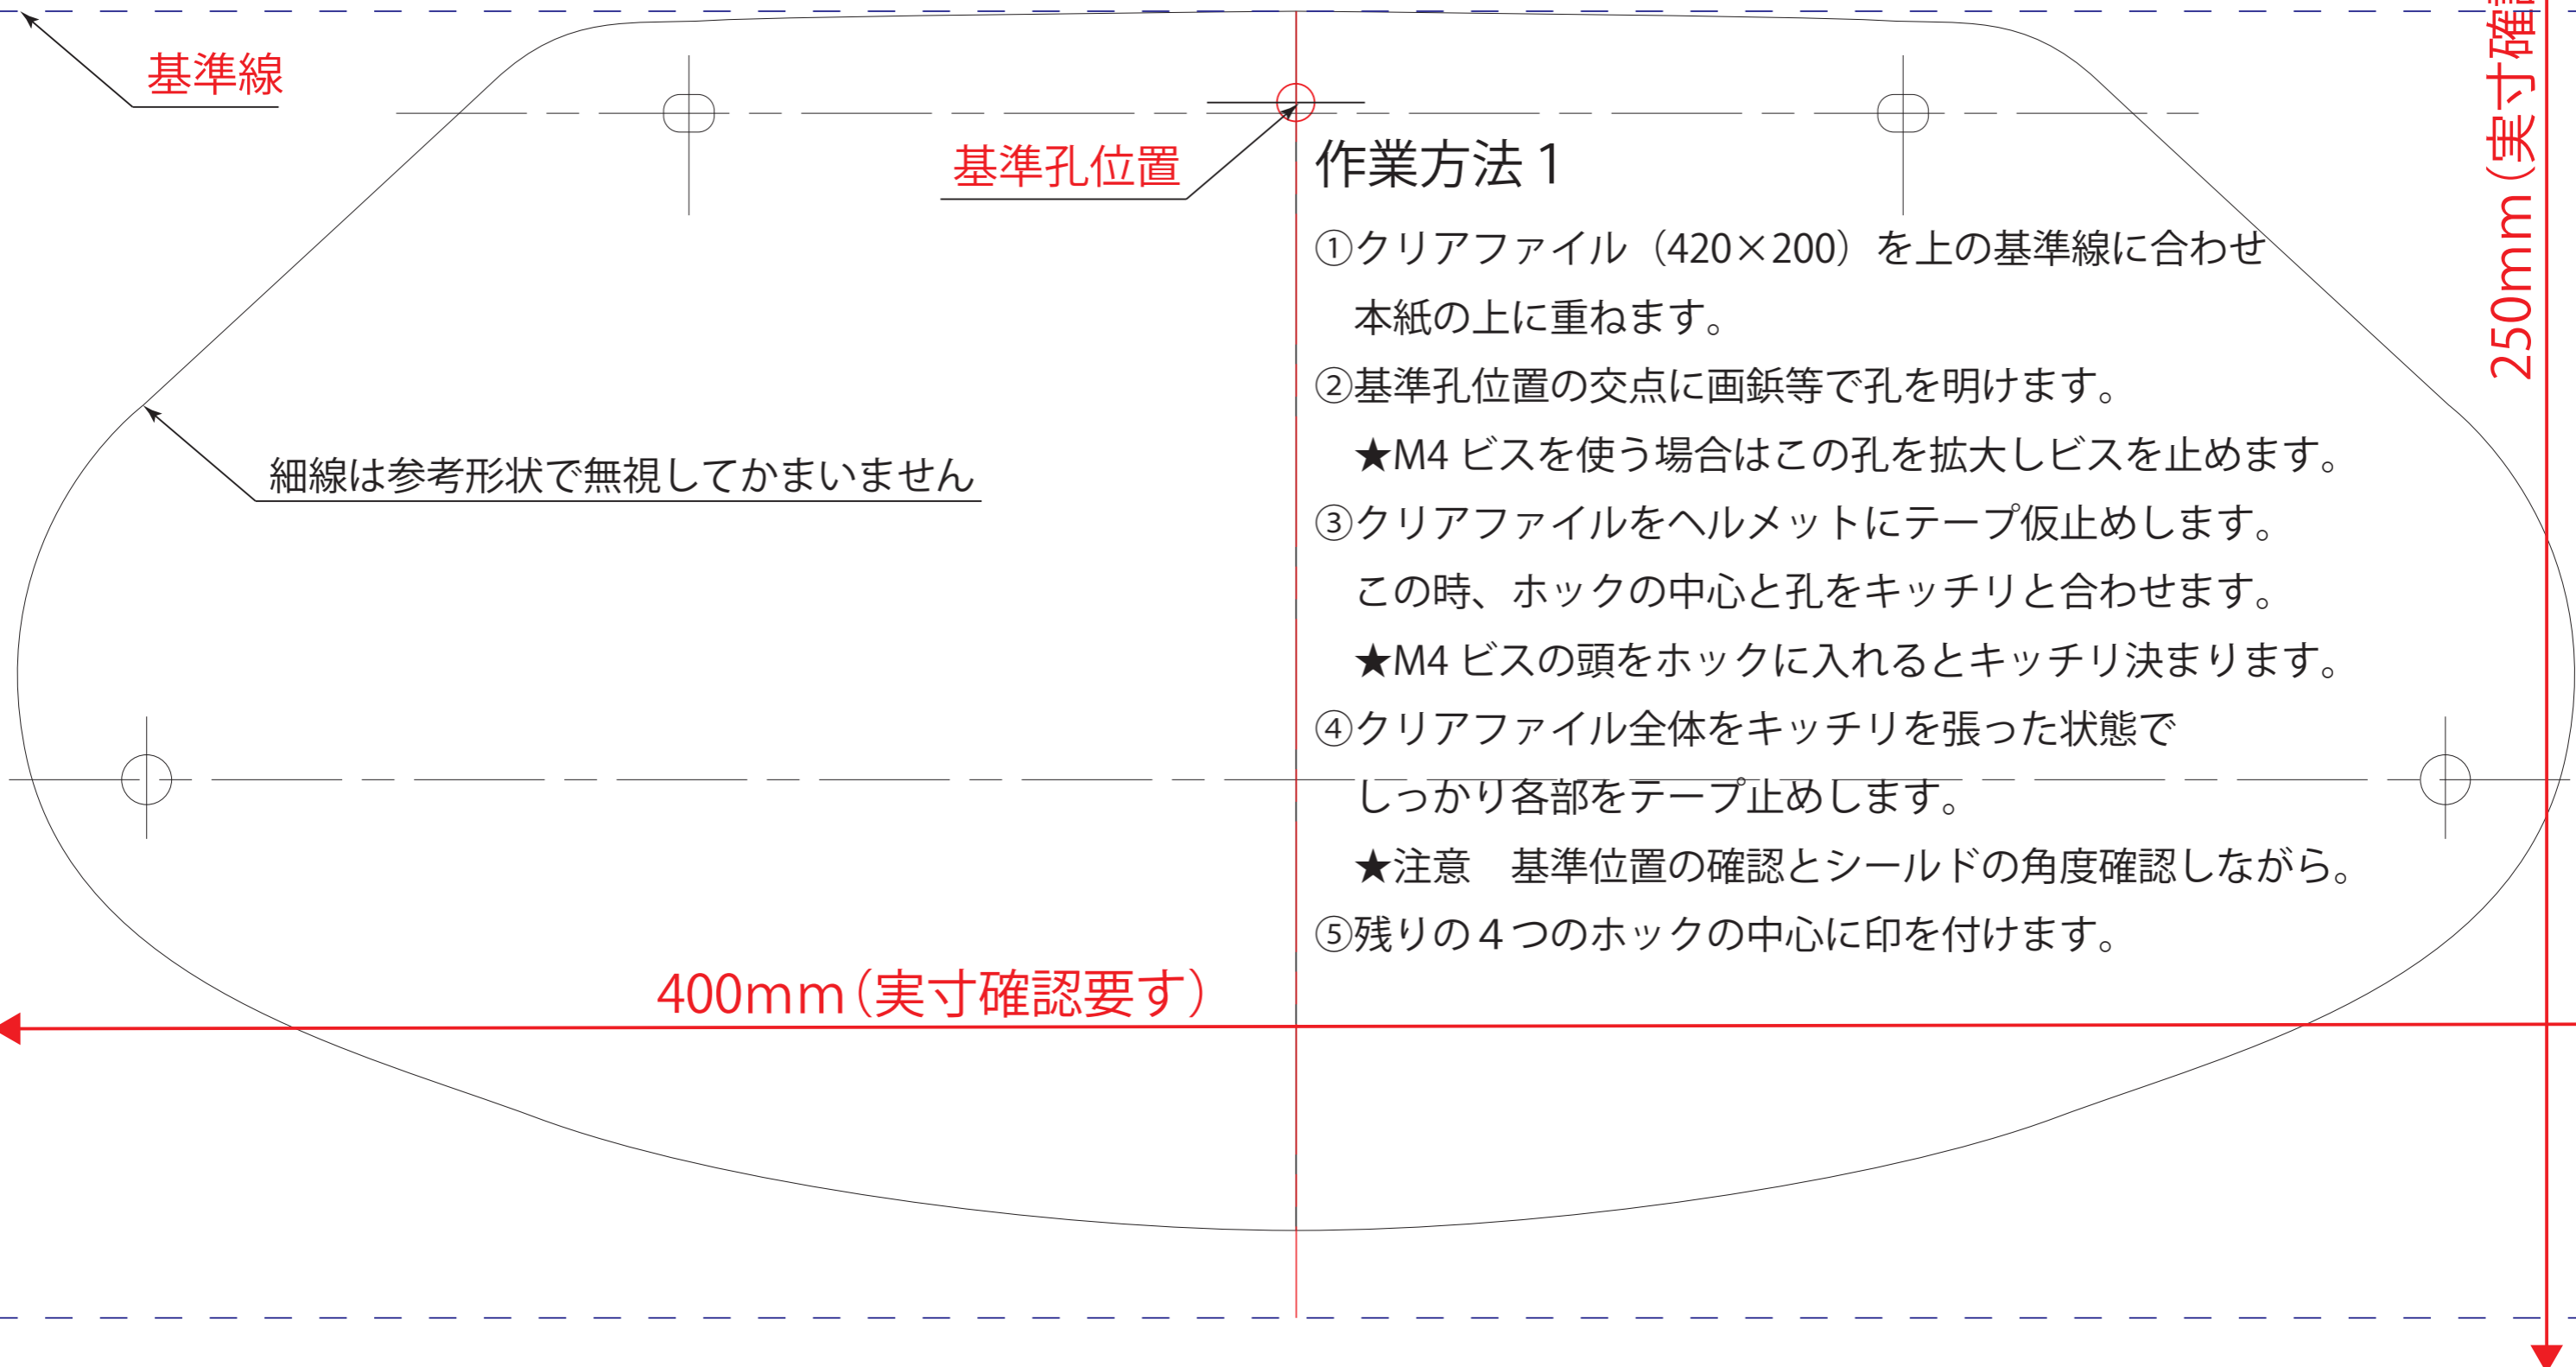 基準線
基準孔位置
作業方法 1
①クリアファイル（420×200）を上の基準線に合わせ
本紙の上に重ねます。
②基準孔位置の交点に画鋲等で孔を明けます。
★M4 ビスを使う場合はこの孔を拡大しビスを止めます。
③クリアファイルをヘルメットにテープ仮止めします。
この時、ホックの中心と孔をキッチリと合わせます。
★M4 ビスの頭をホックに入れるとキッチリ決まります。
④クリアファイル全体をキッチリを張った状態で
しっかり各部をテープ止めします。
★注意　基準位置の確認とシールドの角度確認しながら。
⑤残りの４つのホックの中心に印を付けます。
細線は参考形状で無視してかまいません
400mm（実寸確認要す）
250mm（実寸確